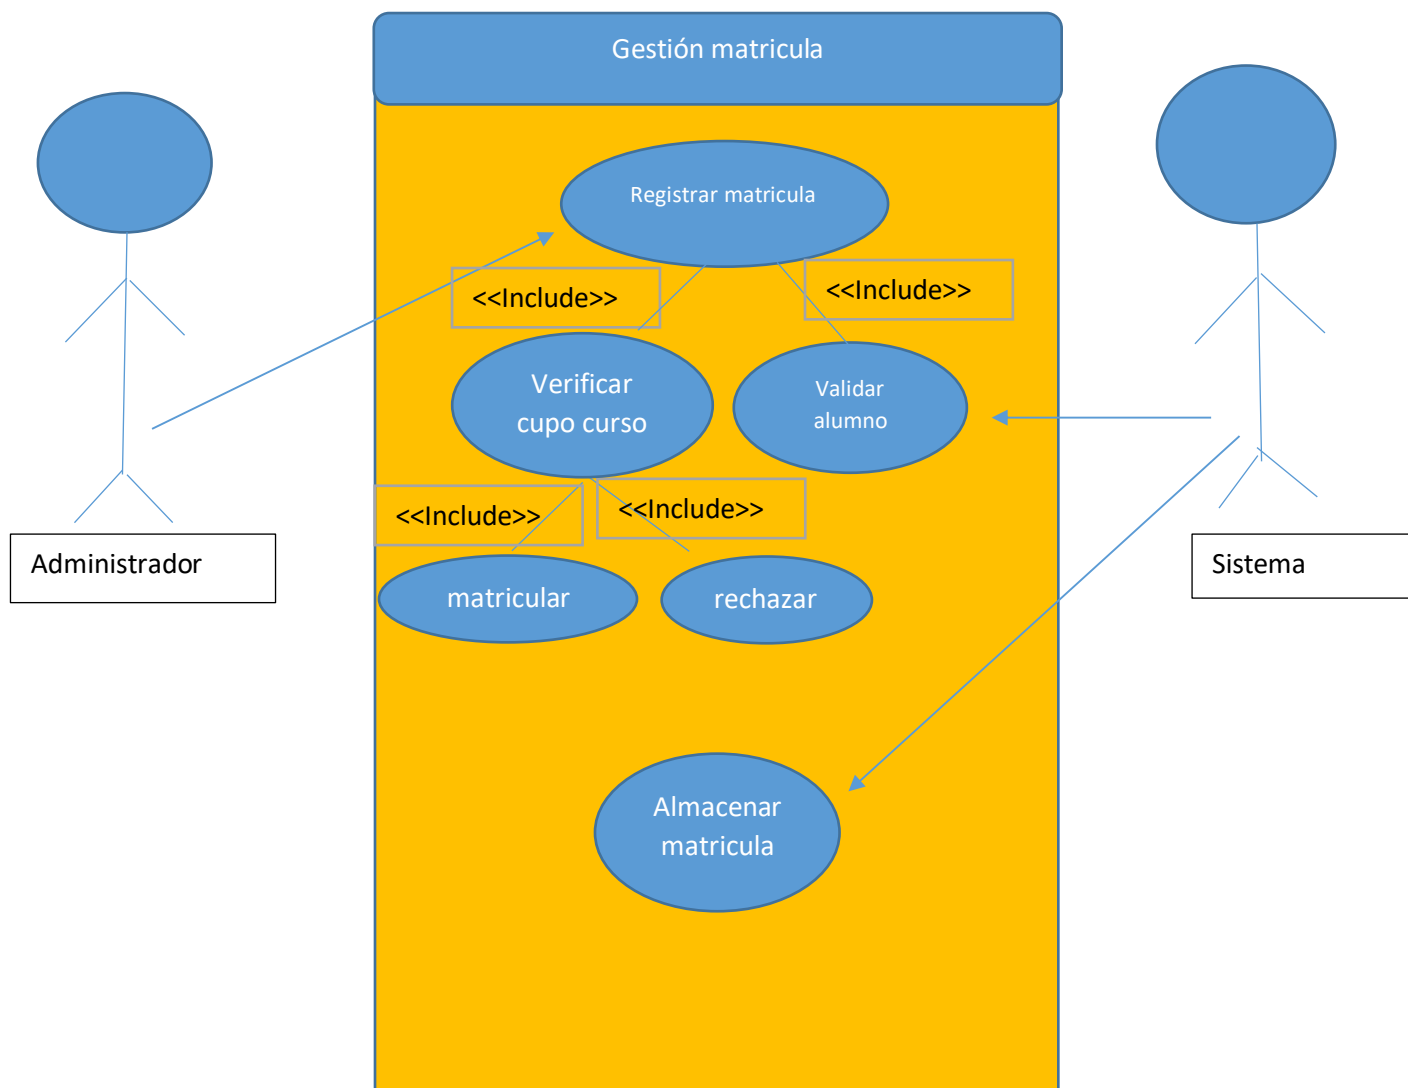 Gestión matricula
Registrar matricula
<<Include>>
<<Include>>
Verificar
cupo curso
Validar
alumno
<<Include>>
<<Include>>
Administrador
Sistema
matricular
rechazar
Almacenar
matricula